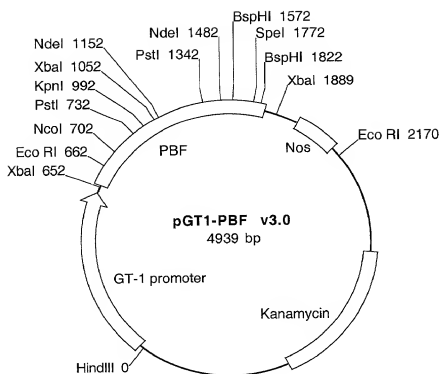 BspHI 1572
NdeI 1482
SpeI 1772
NdeI 1152
PstI 1342
BspHI 1822
XbaI 1052
XbaI 1889
KpnI 992
PstI 732
NcoI 702
Eco RI 2170
Eco RI 662
PBF
Nos
XbaI 652
pGT1-PBF v3.0
4939 bp
GT-1 promoter
Kanamycin
HindIII 0